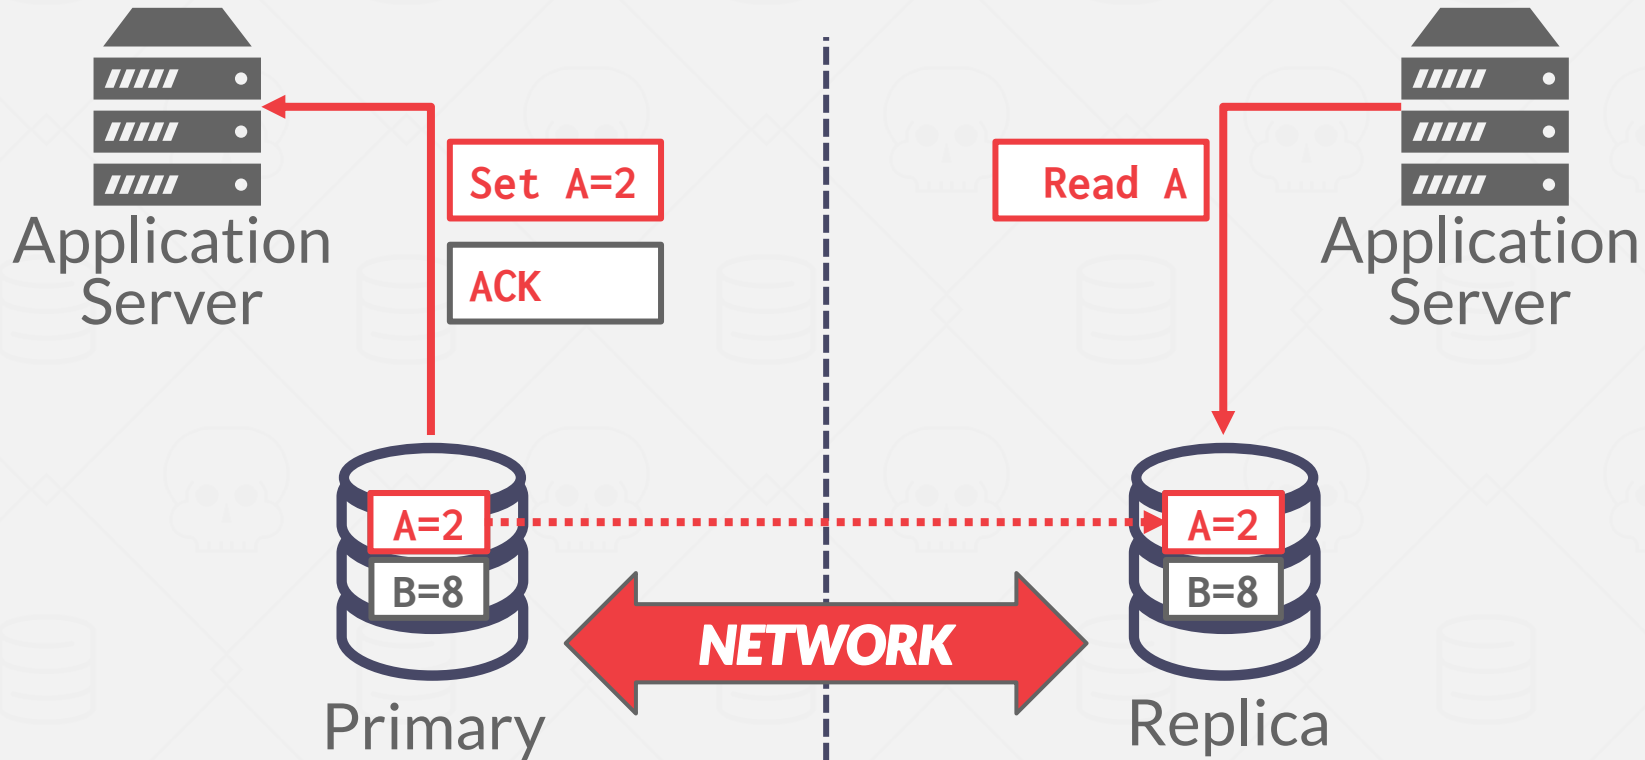 Application
Server
Set A=2
ACK
Read A
Application
Server
A=2
B=8
A=2
B=8
NETWORK
Primary
Replica